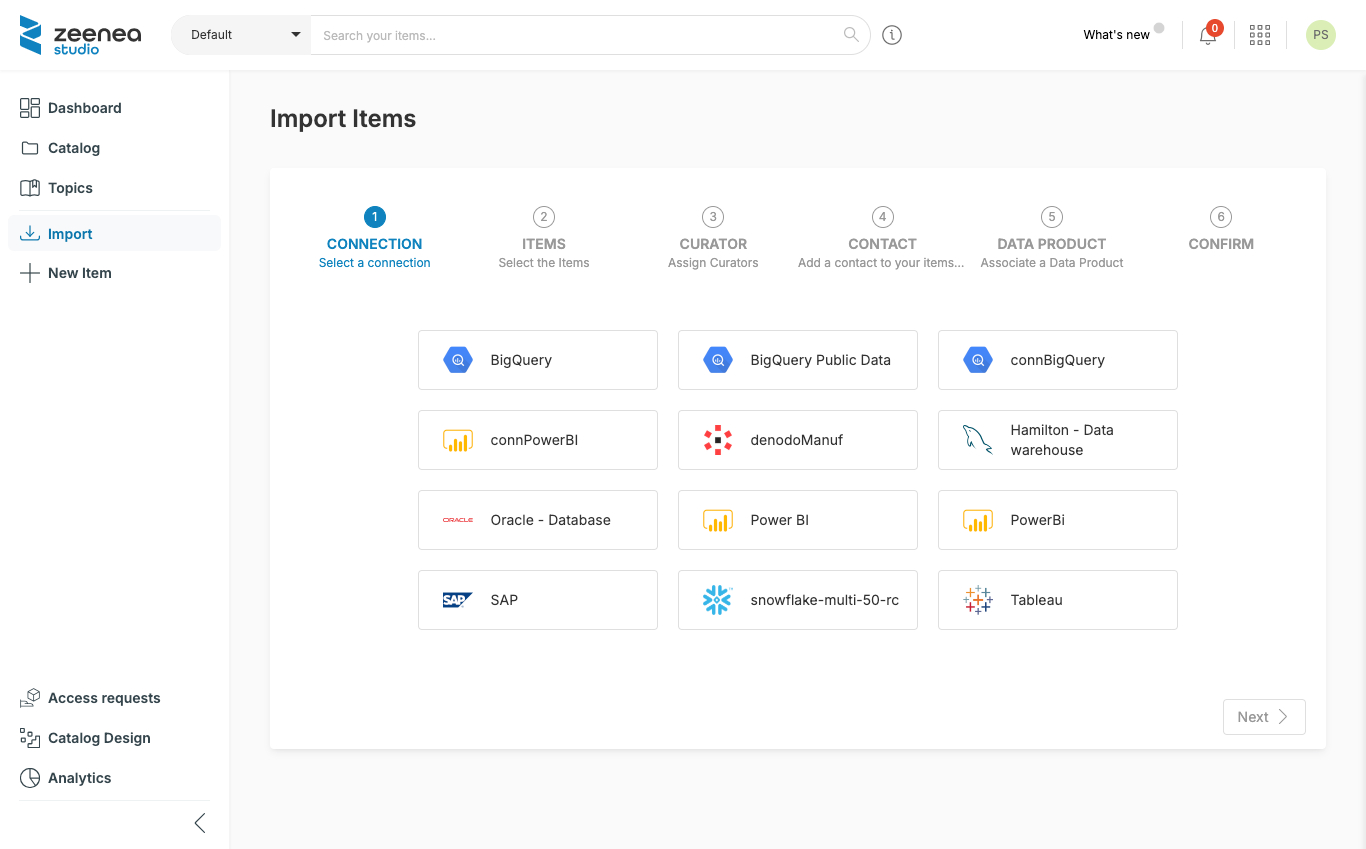 zeenea
studio
Default
Search your items...
What's new
0
PS
Dashboard
Catalog
Topics
Import
New Item
Access requests
Catalog Design
Analytics
Import Items
1
CONNECTION
Select a connection
2
ITEMS
Select the Items
3
CURATOR
Assign Curators
4
CONTACT
Add a contact to your items...
5
DATA PRODUCT
Associate a Data Product
6
CONFIRM
BigQuery
BigQuery Public Data
connBigQuery
connPowerBI
denodoManuf
Hamilton - Data
warehouse
ORACLE
Oracle - Database
Power BI
PowerBi
SAP
SAP
snowflake-multi-50-rc
Tableau
Next